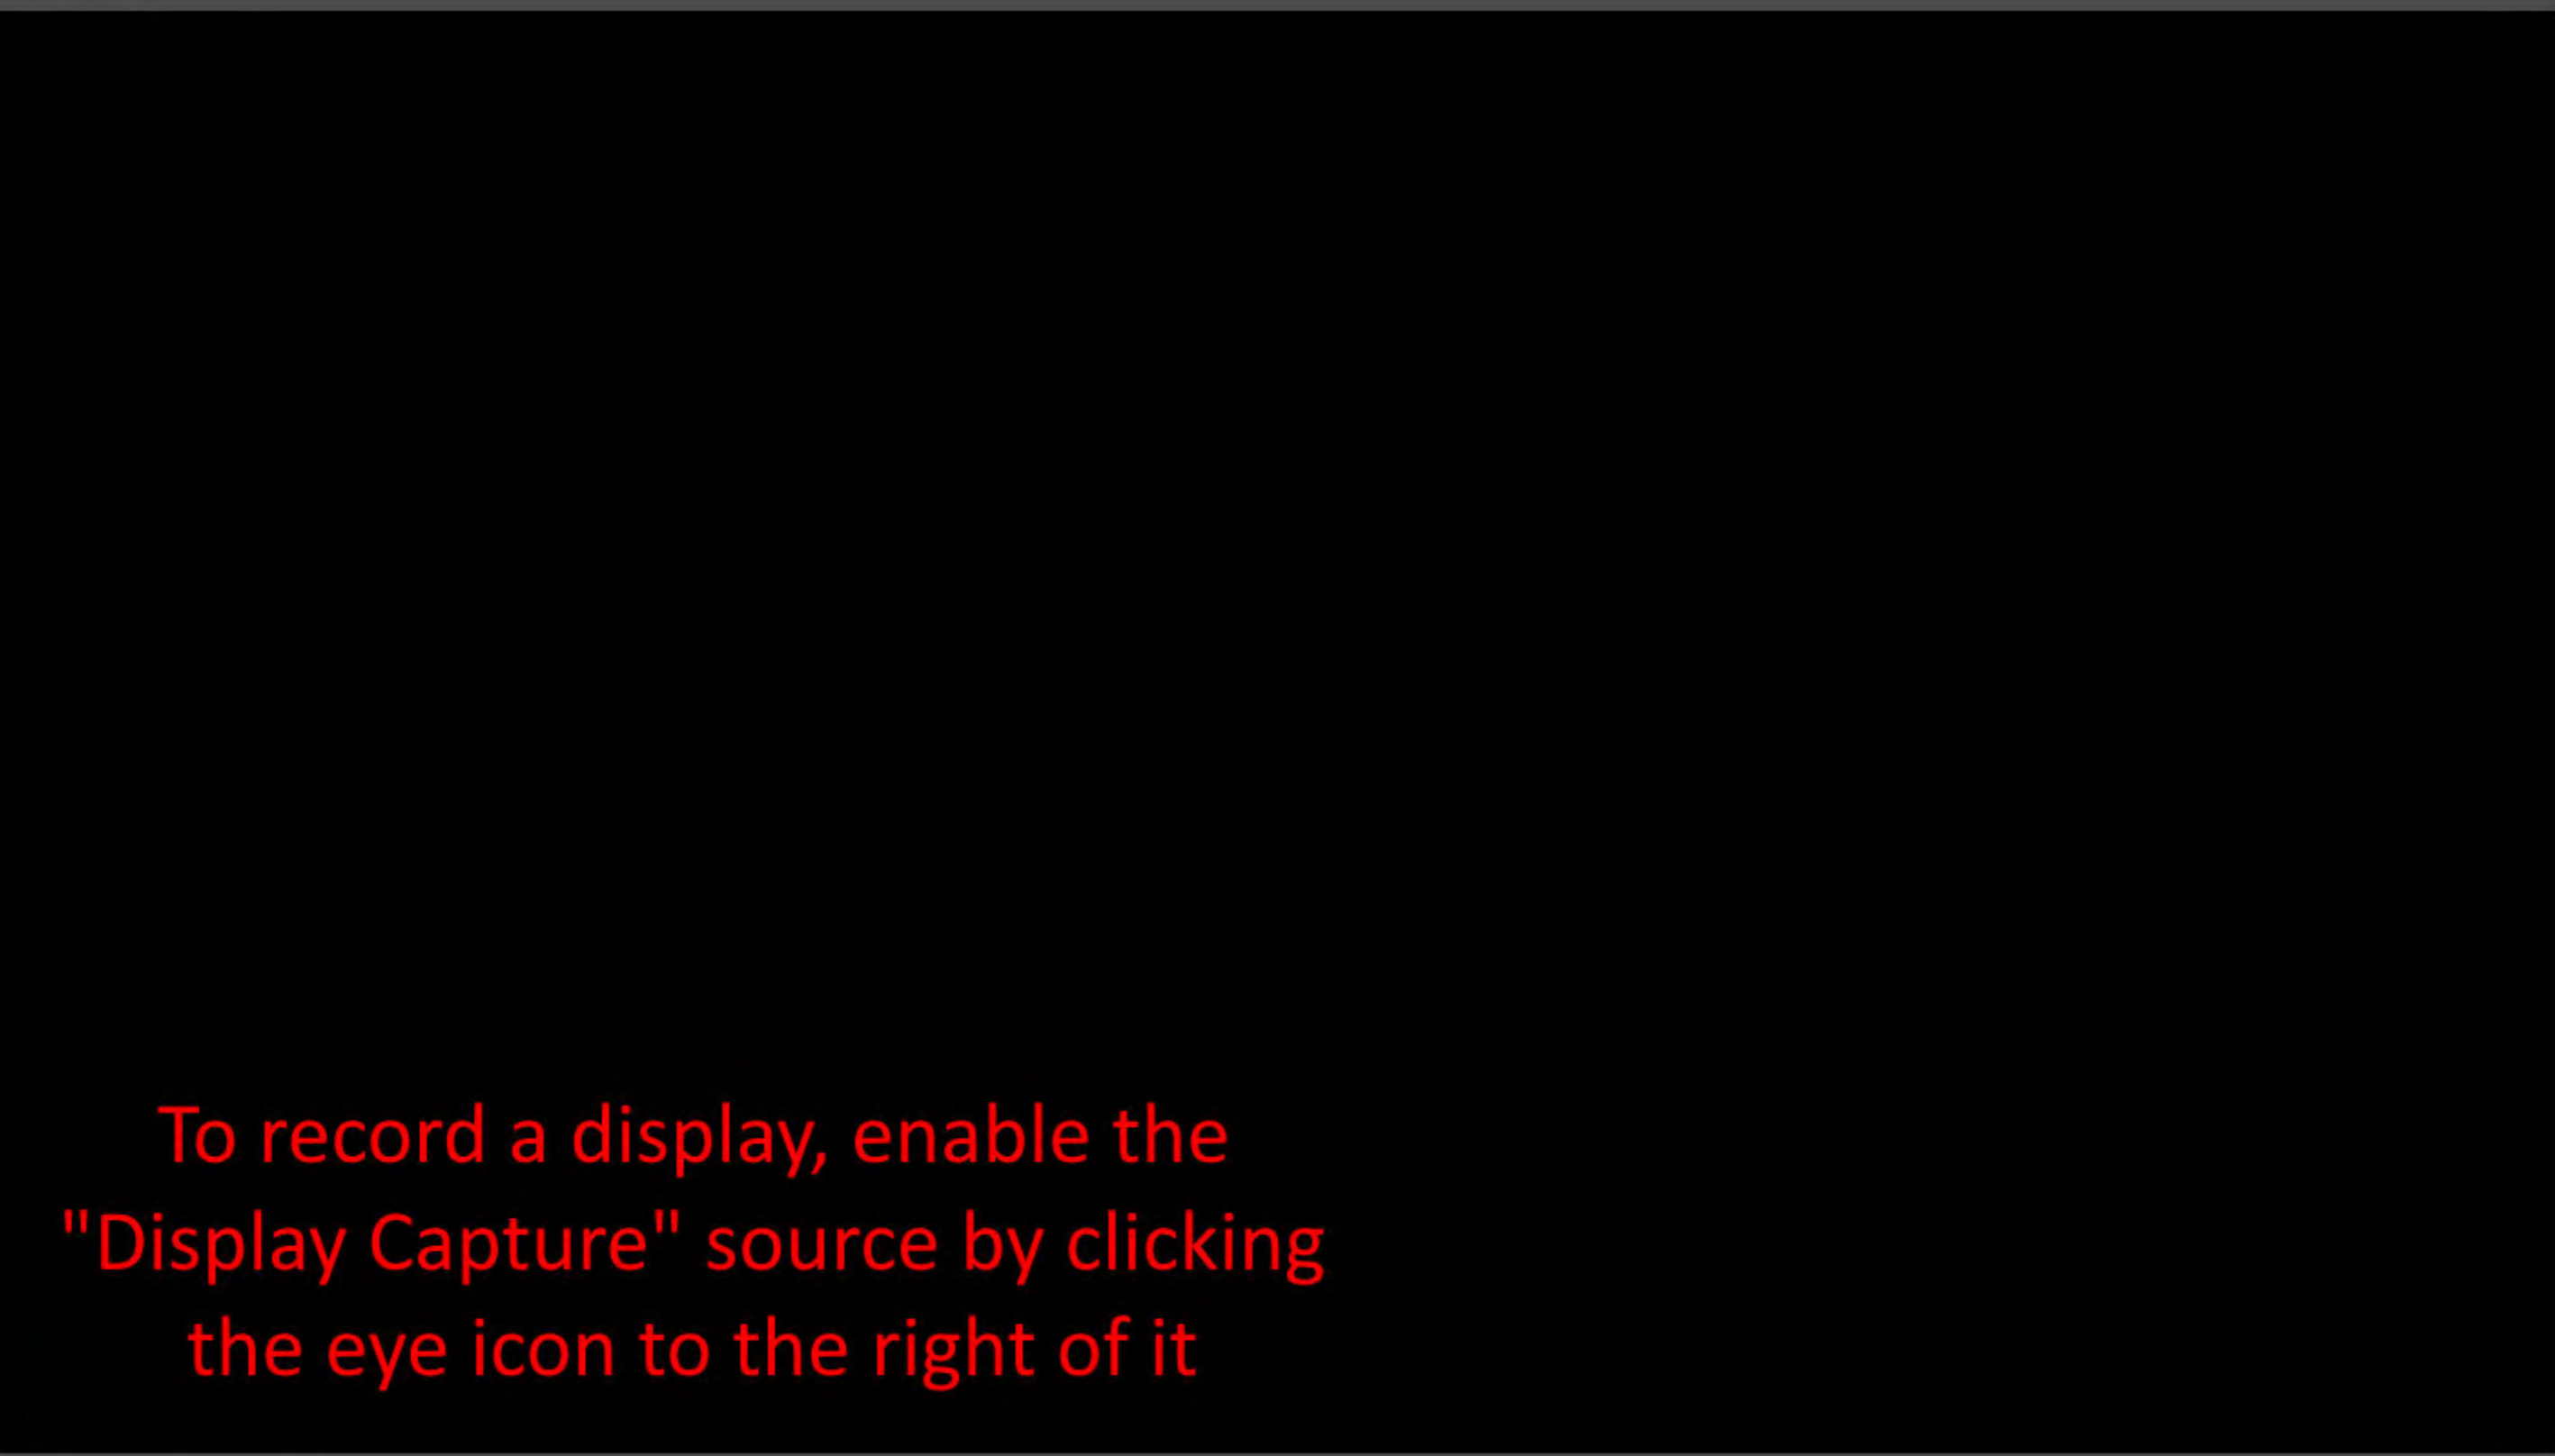 To record a display, enable the
"Display Capture" source by clicking
the eye icon to the right of it